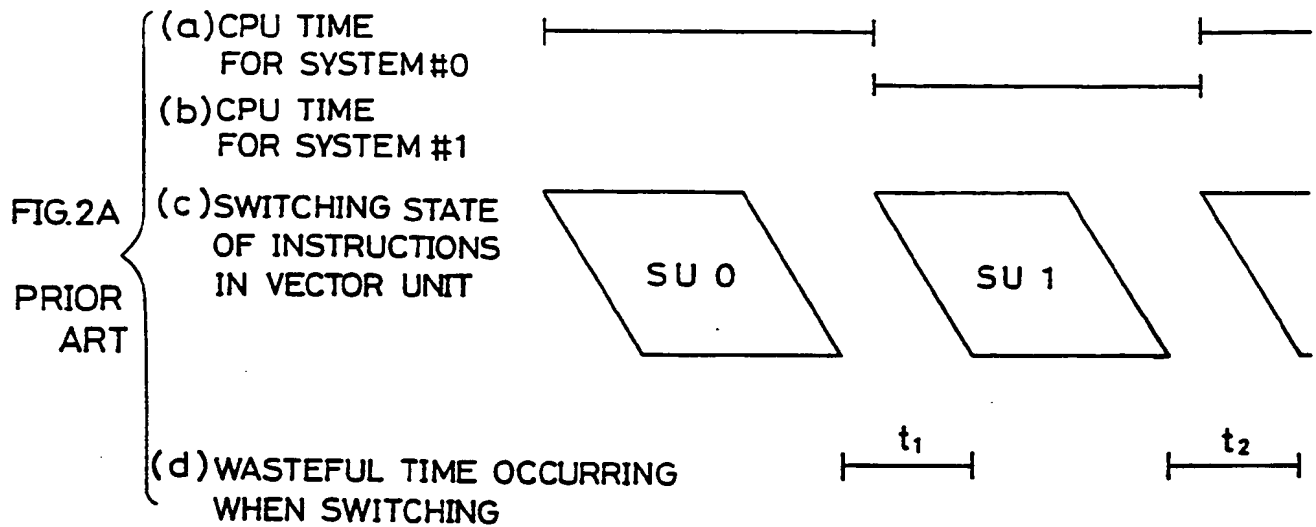 FIG.2A
PRIOR
ART
(a) CPU TIME
FOR SYSTEM #0
(b) CPU TIME
FOR SYSTEM #1
(c) SWITCHING STATE
OF INSTRUCTIONS
IN VECTOR UNIT
SU 0
SU 1
(d) WASTEFUL TIME OCCURRING
WHEN SWITCHING
t1
t2